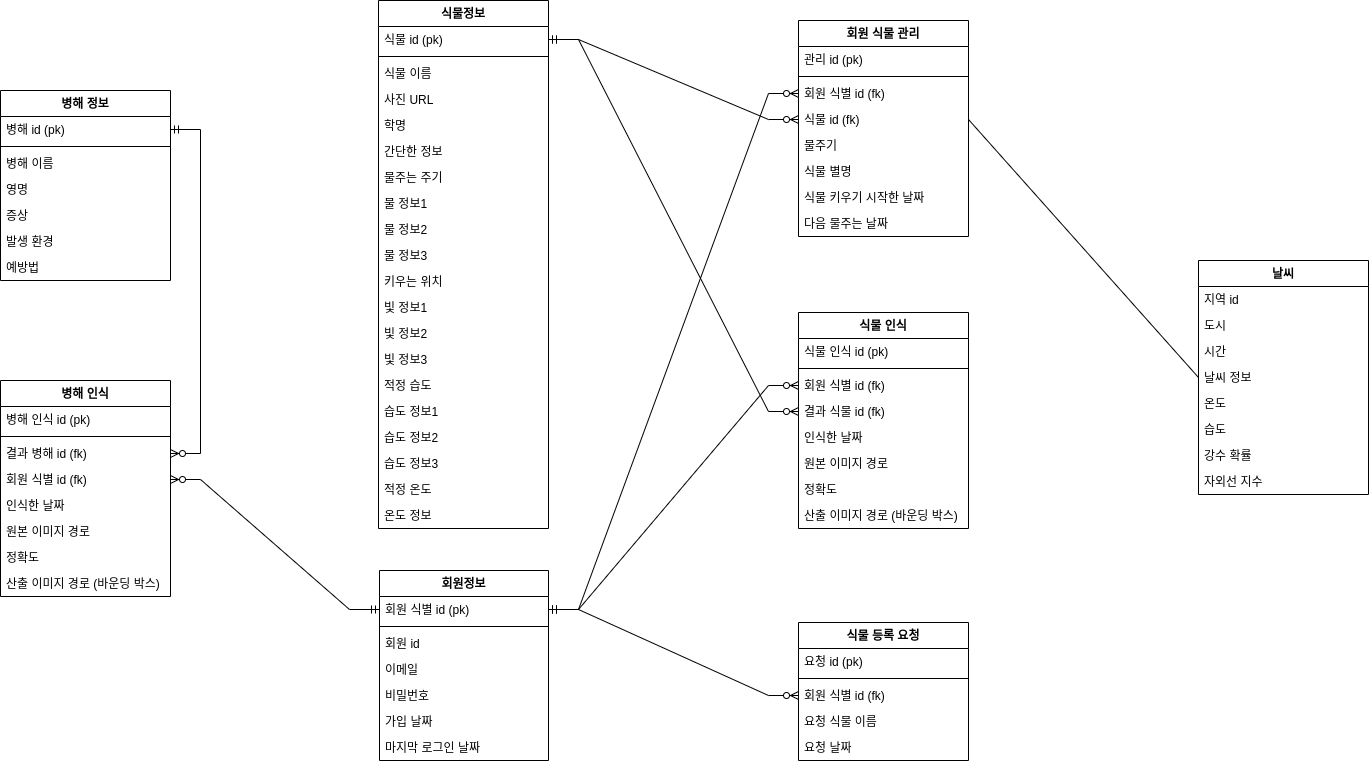 병해 정보
병해 id (pk)
병해 이름
영명
증상
발생 환경
예방법
병해 인식
병해 인식 id (pk)
결과 병해 id (fk)
회원 식별 id (fk)
인식한 날짜
원본 이미지 경로
정확도
산출 이미지 경로 (바운딩 박스)
식물정보
식물 id (pk)
식물 이름
사진 URL
학명
간단한 정보
물주는 주기
물 정보1
물 정보2
물 정보3
키우는 위치
빛 정보1
빛 정보2
빛 정보3
적정 습도
습도 정보1
습도 정보2
습도 정보3
적정 온도
온도 정보
회원정보
회원 식별 id (pk)
회원 id
이메일
비밀번호
가입 날짜
마지막 로그인 날짜
회원 식물 관리
관리 id (pk)
회원 식별 id (fk)
식물 id (fk)
물주기
식물 별명
식물 키우기 시작한 날짜
다음 물주는 날짜
식물 인식
식물 인식 id (pk)
회원 식별 id (fk)
결과 식물 id (fk)
인식한 날짜
원본 이미지 경로
정확도
산출 이미지 경로 (바운딩 박스)
식물 등록 요청
요청 id (pk)
회원 식별 id (fk)
요청 식물 이름
요청 날짜
날씨
지역 id
도시
시간
날씨 정보
온도
습도
강수 확률
자외선 지수